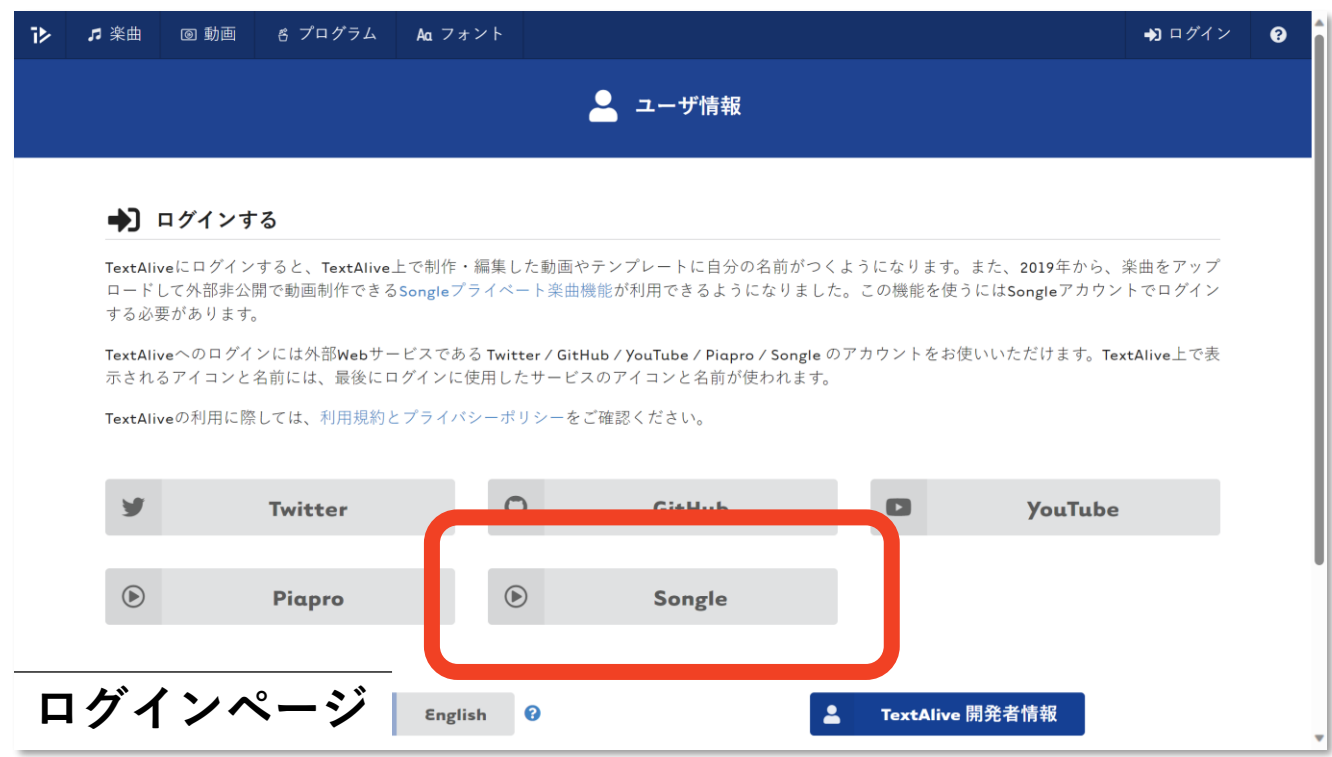 楽曲 動画 プログラム Aa フォント ログイン
ユーザ情報
ログインする
TextAliveにログインすると、TextAlive上で制作・編集した動画やテンプレートに自分の名前がつくようになります。また、2019年から、楽曲をアップ
ロードして外部非公開で動画制作できるSongleプライベート楽曲機能が利用できるようになりました。この機能を使うにはSongleアカウントでログイン
する必要があります。
TextAliveへのログインには外部Webサービスである Twitter / GitHub / YouTube / Piapro / Songle のアカウントをお使いいただけます。TextAlive上で表
示されるアイコンと名前には、最後にログインに使用したサービスのアイコンと名前が使われます。
TextAliveの利用に際しては、利用規約とプライバシーポリシーをご確認ください。
Twitter GitHub YouTube
Piapro Songle
ログインページ English TextAlive 開発者情報